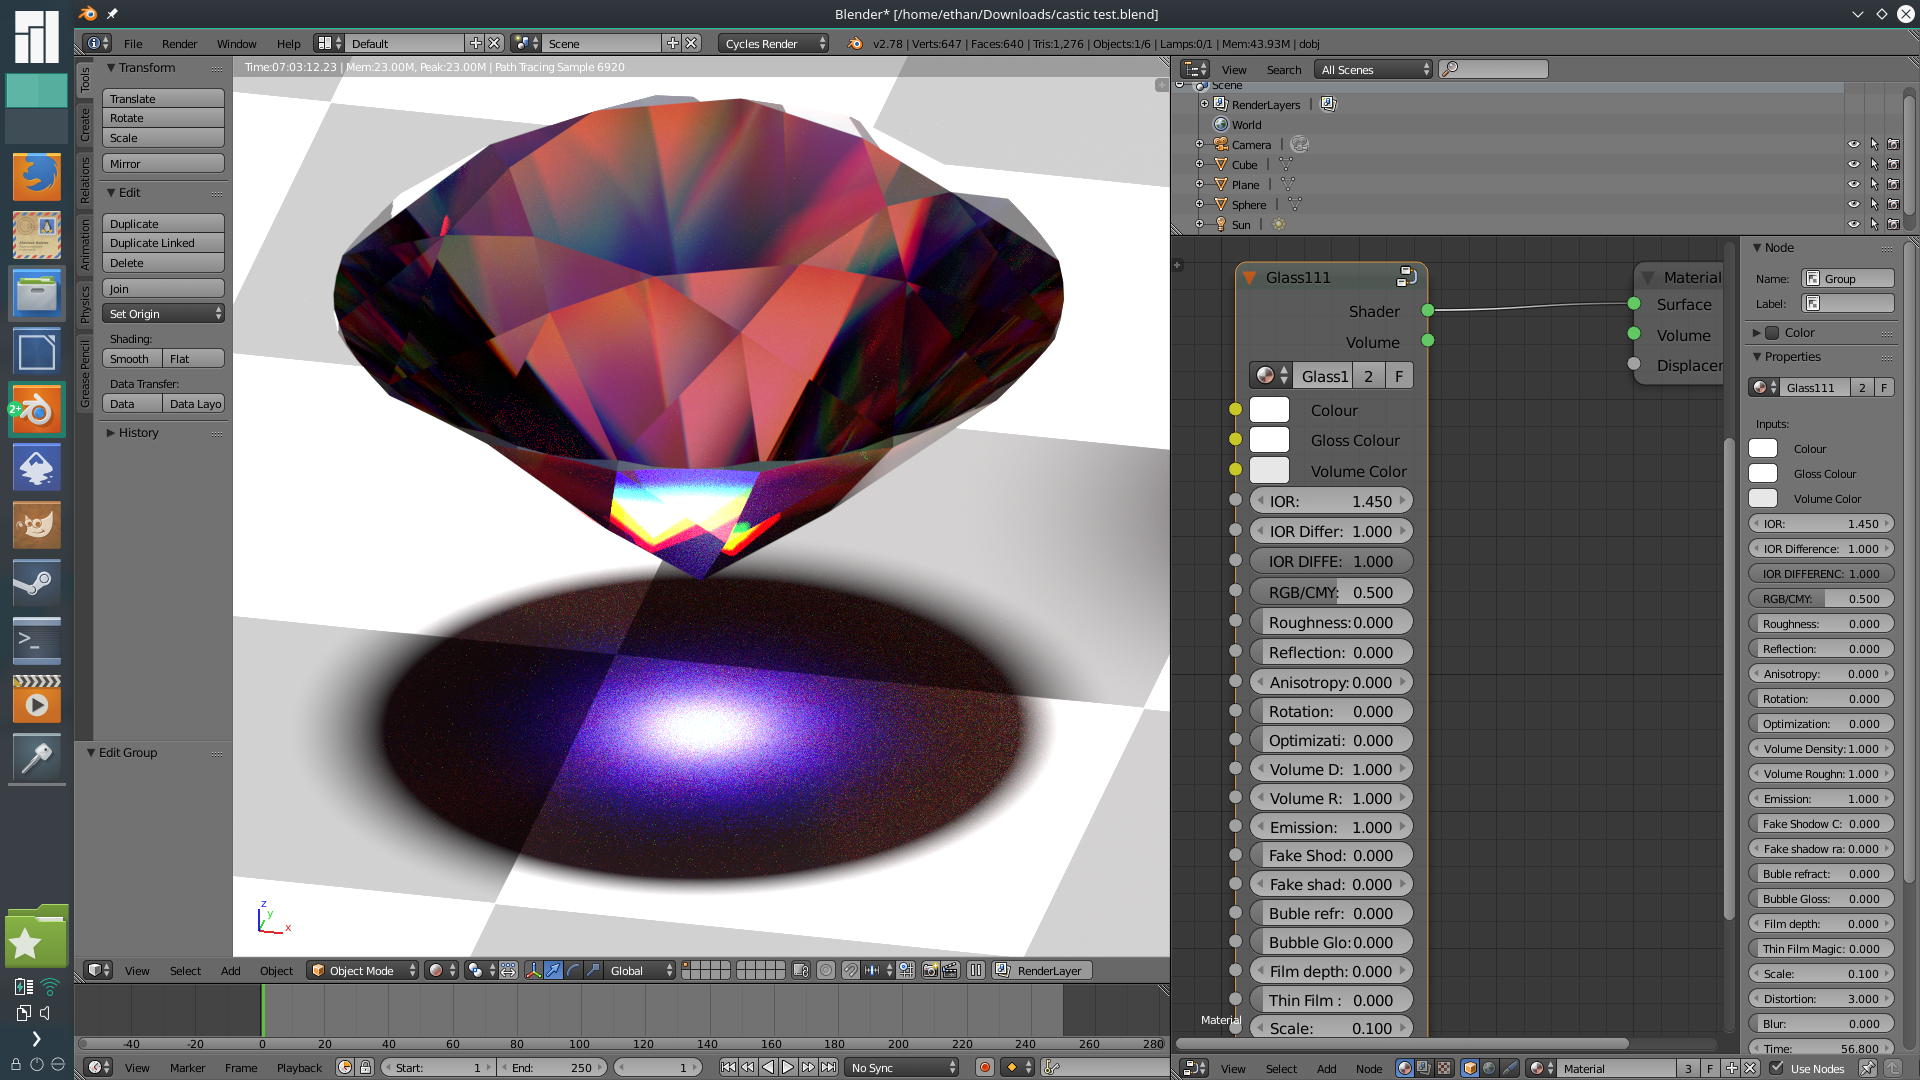 Blender* [/home/ethan/Downloads/castic test.blend]
File Render Window Help Default Scene Cycles Render v2.78 | Verts:647 | Faces:640 | Tris:1,276 | Objects:1/6 | Lamps:0/1 | Mem:43.93M | dobj
Time:07:03:12.23 | Mem:23.00M, Peak:23.00M | Path Tracing Sample 6920
Tools
Create
Relations
Animation
Physics
Grease Pencil
Transform
Translate
Rotate
Scale
Mirror
Edit
Duplicate
Duplicate Linked
Delete
Join
Set Origin
Shading:
Smooth Flat
Data Transfer:
Data Data Layo
History
Edit Group
2+
>_
z
y
x
View Select Add Object Object Mode Global RenderLayer
-40 -20 0 20 40 60 80 100 120 140 160 180 200 220 240 260 280
View Marker Frame Playback Start: 1 End: 250 1 No Sync
View Search All Scenes
Scene
RenderLayers |
World
Camera |
Cube |
Plane |
Sphere |
Sun |
Glass111
Shader
Volume
Glass1 2 F
Colour
Gloss Colour
Volume Color
IOR: 1.450
IOR Differ: 1.000
IOR DIFFE: 1.000
RGB/CMY: 0.500
Roughness: 0.000
Reflection: 0.000
Anisotropy: 0.000
Rotation: 0.000
Optimizati: 0.000
Volume D: 1.000
Volume R: 1.000
Emission: 1.000
Fake Shod: 0.000
Fake shad: 0.000
Buble refr: 0.000
Bubble Glo: 0.000
Film depth: 0.000
Thin Film : 0.000
Scale: 0.100
Material
Material
Surface
Volume
Displacer
Node
Name: Group
Label:
Color
Properties
Glass111 2 F
Inputs:
Colour
Gloss Colour
Volume Color
IOR: 1.450
IOR Difference: 1.000
IOR DIFFERENC: 1.000
RGB/CMY: 0.500
Roughness: 0.000
Reflection: 0.000
Anisotropy: 0.000
Rotation: 0.000
Optimization: 0.000
Volume Density: 1.000
Volume Roughn: 1.000
Emission: 1.000
Fake Shodow C: 0.000
Fake shadow ra: 0.000
Buble refract: 0.000
Bubble Gloss: 0.000
Film depth: 0.000
Thin Film Magic: 0.000
Scale: 0.100
Distortion: 3.000
Blur: 0.000
Time: 56.800
View Select Add Node Material 3 F Use Nodes